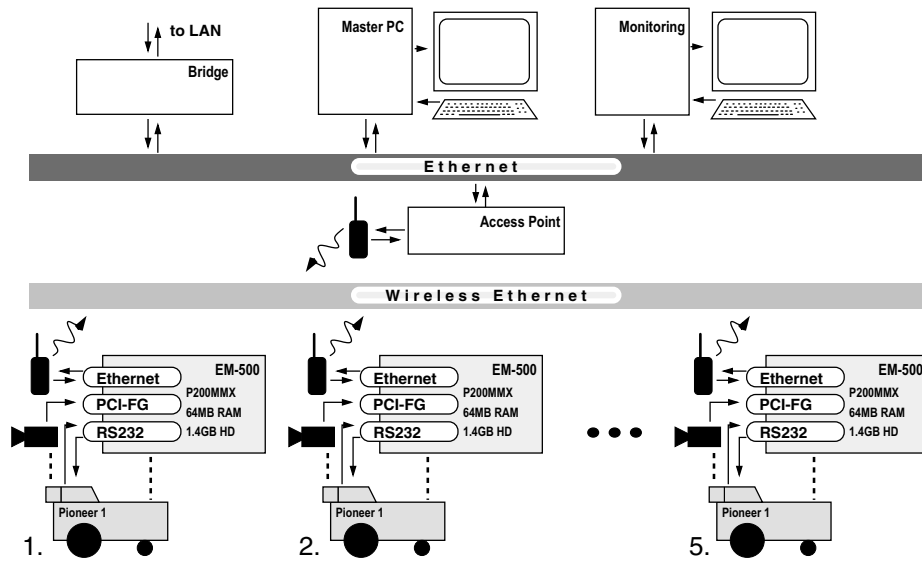 to LAN
Bridge
Master PC
Monitoring
Ethernet
Access Point
Wireless Ethernet
EM-500
Ethernet
P200MMX
PCI-FG
64MB RAM
RS232
1.4GB HD
Pioneer 1
1.
EM-500
Ethernet
P200MMX
PCI-FG
64MB RAM
RS232
1.4GB HD
Pioneer 1
2.
EM-500
Ethernet
P200MMX
PCI-FG
64MB RAM
RS232
1.4GB HD
Pioneer 1
5.